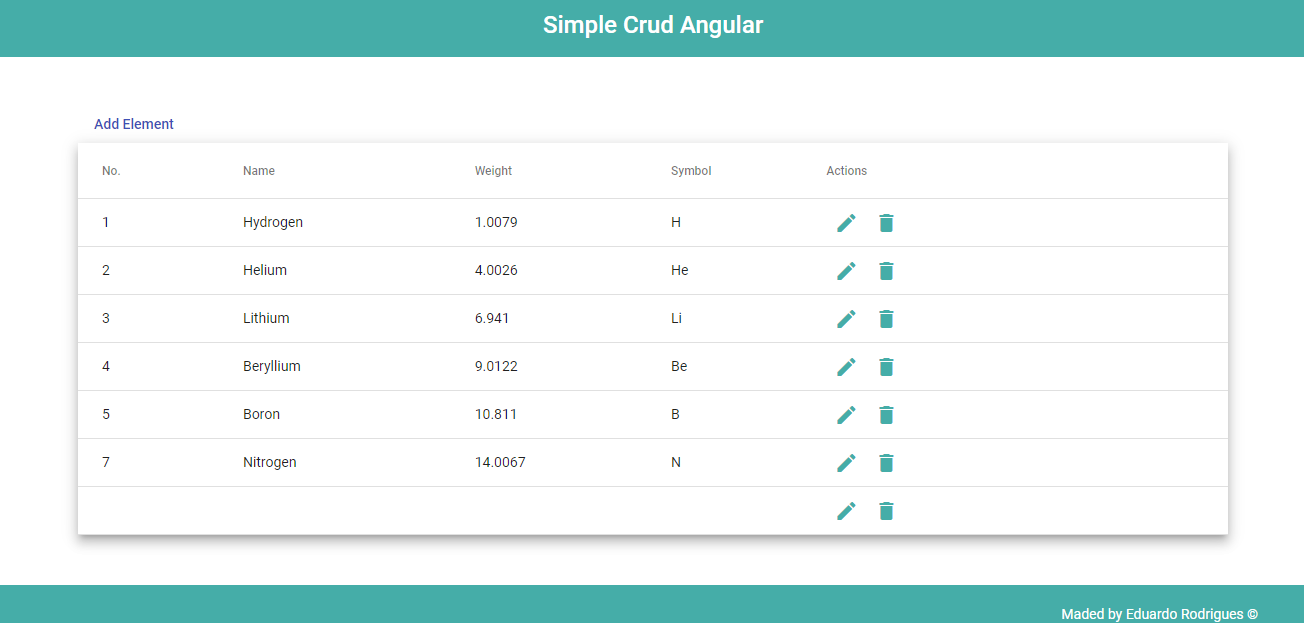 Simple Crud Angular
Add Element
No. Name Weight Symbol Actions
1 Hydrogen 1.0079 H
2 Helium 4.0026 He
3 Lithium 6.941 Li
4 Beryllium 9.0122 Be
5 Boron 10.811 B
7 Nitrogen 14.0067 N
Maded by Eduardo Rodrigues ©